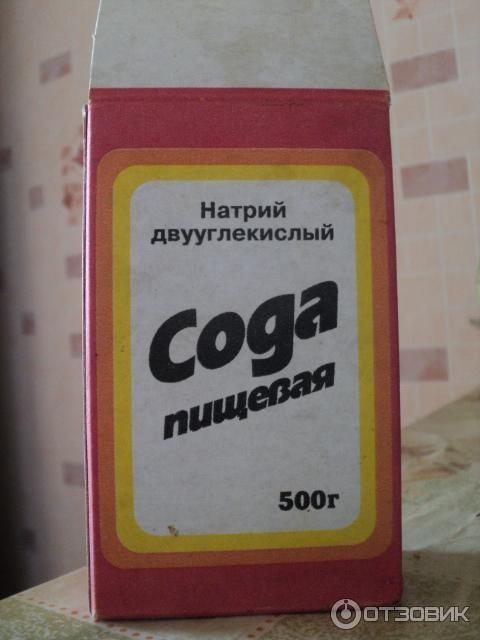 Натрий
двууглекислый
Сода
пищевая
500г
ОТЗОВИК